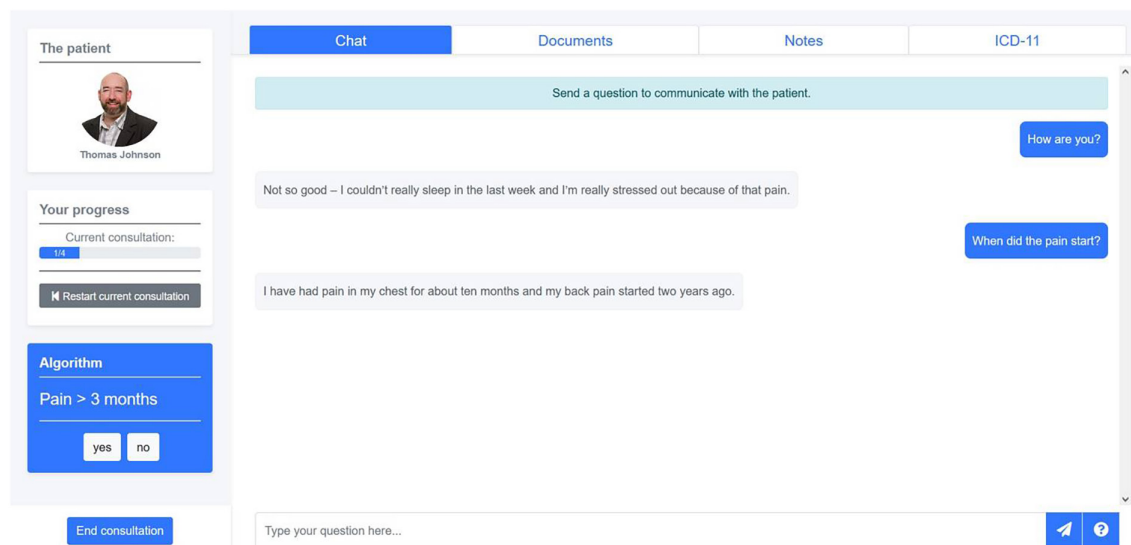 The patient
Thomas Johnson
Your progress
Current consultation:
1/4
Restart current consultation
Algorithm
Pain > 3 months
yes no
End consultation
Chat Documents Notes ICD-11
Send a question to communicate with the patient.
How are you?
Not so good – I couldn't really sleep in the last week and I'm really stressed out because of that pain.
When did the pain start?
I have had pain in my chest for about ten months and my back pain started two years ago.
Type your question here...